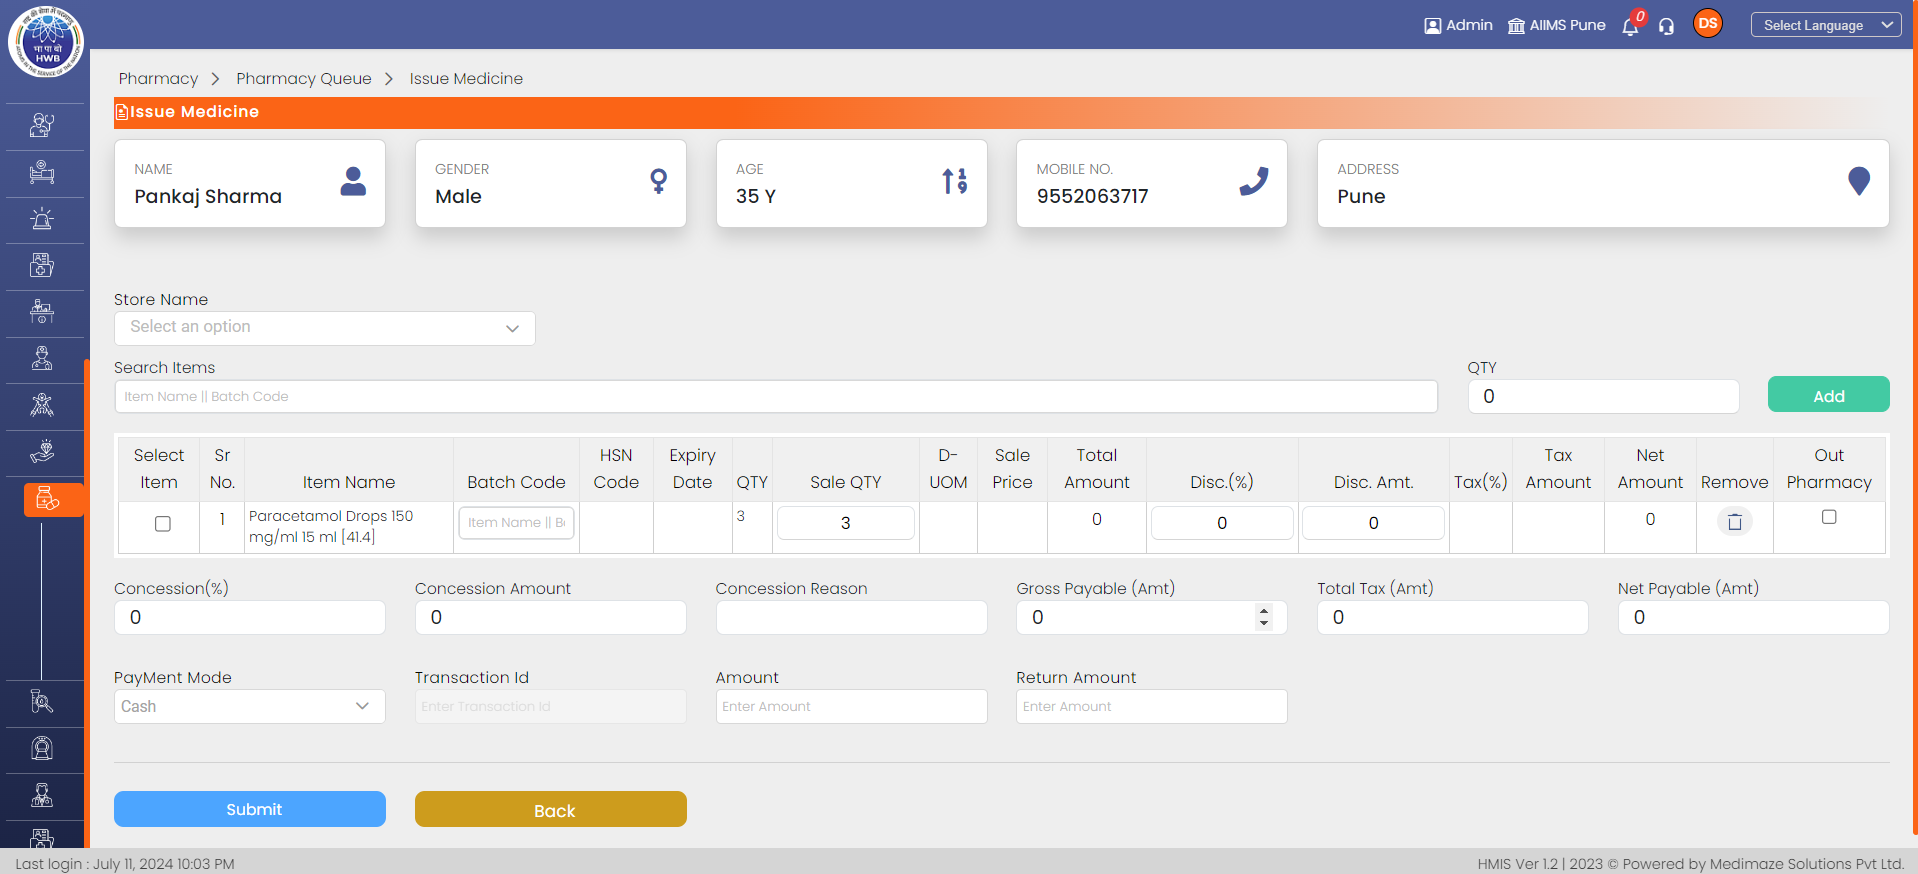 भा पा बो
HWB
Admin
AIIMS Pune
0
DS
Select Language
Pharmacy > Pharmacy Queue > Issue Medicine
Issue Medicine
NAME
Pankaj Sharma
GENDER
Male
AGE
35 Y
MOBILE NO.
9552063717
ADDRESS
Pune
Store Name
Select an option
Search Items
Item Name || Batch Code
QTY
0
Add
Select Item
Sr No.
Item Name
Batch Code
HSN Code
Expiry Date
QTY
Sale QTY
D-UOM
Sale Price
Total Amount
Disc.(%)
Disc. Amt.
Tax(%)
Tax Amount
Net Amount
Remove
Out Pharmacy
1
Paracetamol Drops 150
mg/ml 15 ml [41.4]
Item Name ||
3
3
0
0
0
0
Concession(%)
0
Concession Amount
0
Concession Reason
Gross Payable (Amt)
0
Total Tax (Amt)
0
Net Payable (Amt)
0
PayMent Mode
Cash
Transaction Id
Enter Transaction Id
Amount
Enter Amount
Return Amount
Enter Amount
Submit
Back
Last login : July 11, 2024 10:03 PM
HMIS Ver 1.2 | 2023 © Powered by Medimaze Solutions Pvt Ltd.